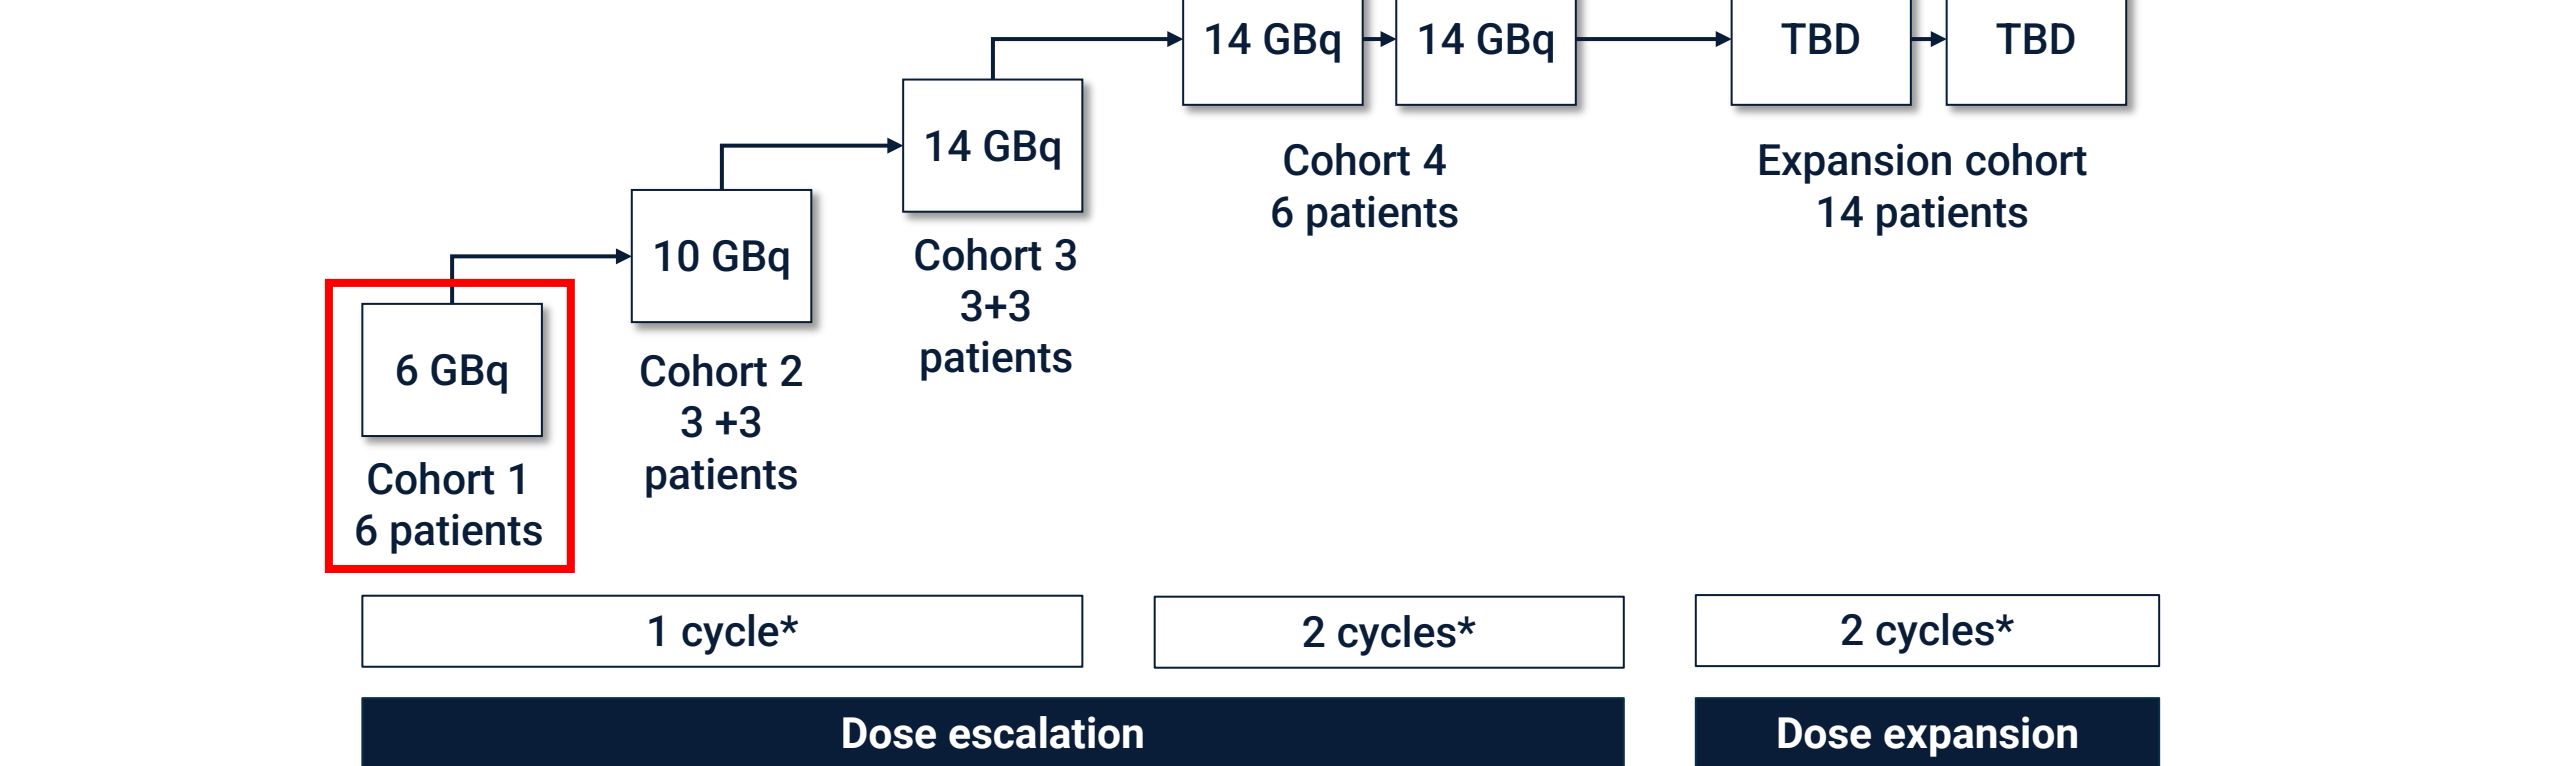 14 GBq
14 GBq
TBD
TBD
14 GBq
Cohort 4
6 patients
Expansion cohort
14 patients
10 GBq
Cohort 3
3+3
patients
6 GBq
Cohort 2
3 +3
patients
Cohort 1
6 patients
1 cycle*
2 cycles*
2 cycles*
Dose escalation
Dose expansion